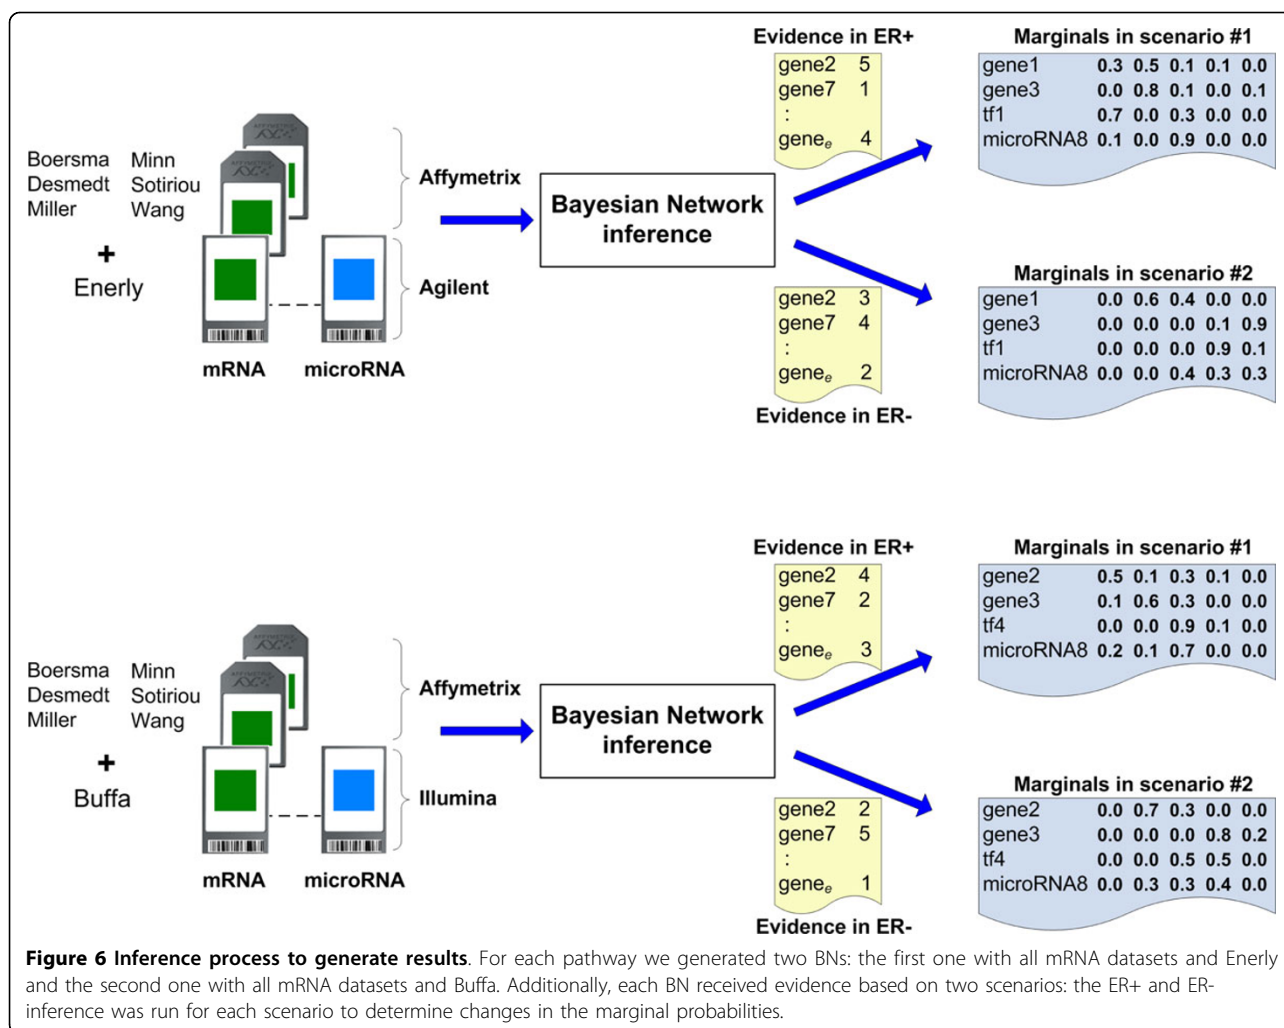 Evidence in ER+
gene2 5
gene7 1
:
geneₑ 4
Marginals in scenario #1
gene1 0.3 0.5 0.1 0.1 0.0
gene3 0.0 0.8 0.1 0.0 0.1
tf1 0.7 0.0 0.3 0.0 0.0
microRNA8 0.1 0.0 0.9 0.0 0.0
AFFYMETRIX
Boersma Minn
Desmedt Sotiriou
Miller Wang
+
Enerly
Affymetrix
Agilent
mRNA microRNA
Bayesian Network
inference
gene2 3
gene7 4
:
geneₑ 2
Evidence in ER-
Marginals in scenario #2
gene1 0.0 0.6 0.4 0.0 0.0
gene3 0.0 0.0 0.0 0.1 0.9
tf1 0.0 0.0 0.0 0.9 0.1
microRNA8 0.0 0.0 0.4 0.3 0.3
Evidence in ER+
gene2 4
gene7 2
:
geneₑ 3
Marginals in scenario #1
gene2 0.5 0.1 0.3 0.1 0.0
gene3 0.1 0.6 0.3 0.0 0.0
tf4 0.0 0.0 0.9 0.1 0.0
microRNA8 0.2 0.1 0.7 0.0 0.0
AFFYMETRIX
Boersma Minn
Desmedt Sotiriou
Miller Wang
+
Buffa
Affymetrix
Illumina
mRNA microRNA
Bayesian Network
inference
gene2 2
gene7 5
:
geneₑ 1
Evidence in ER-
Marginals in scenario #2
gene2 0.0 0.7 0.3 0.0 0.0
gene3 0.0 0.0 0.0 0.8 0.2
tf4 0.0 0.0 0.5 0.5 0.0
microRNA8 0.0 0.3 0.3 0.4 0.0
Figure 6 Inference process to generate results. For each pathway we generated two BNs: the first one with all mRNA datasets and Enerly
and the second one with all mRNA datasets and Buffa. Additionally, each BN received evidence based on two scenarios: the ER+ and ER-
inference was run for each scenario to determine changes in the marginal probabilities.